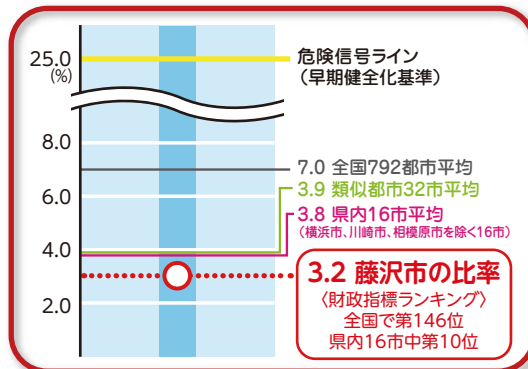 25.0
(%)
8.0
6.0
4.0
2.0
危険信号ライン
（早期健全化基準）
7.0 全国792都市平均
3.9 類似都市32市平均
3.8 県内16市平均
（横浜市、川崎市、相模原市を除く16市）
3.2 藤沢市の比率
〈財政指標ランキング〉
全国で第146位
県内16市中第10位